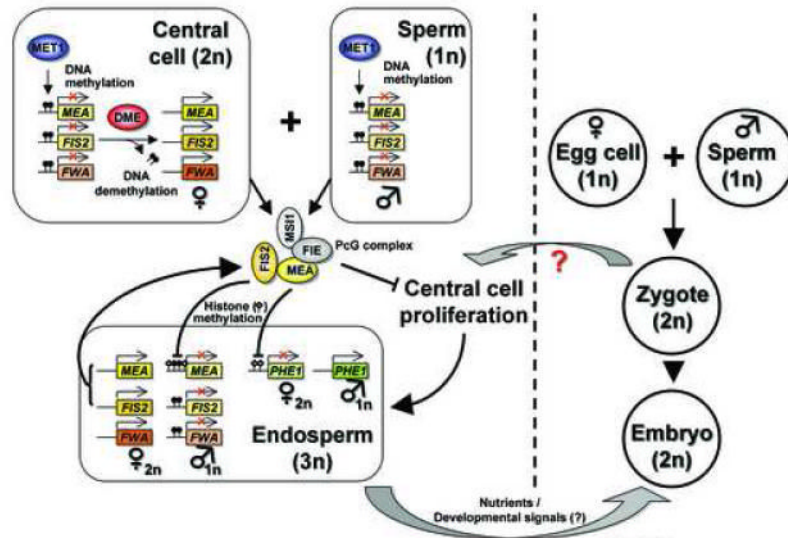 Central
cell (2n)
MET1
DNA
methylation
MEA
DME
MEA
FIS2
FIS2
FWA
FWA
DNA
demethylation
♀
+
Sperm
(1n)
MET1
DNA
methylation
MEA
FIS2
FWA
♂
♀
Egg cell
(1n)
+
♂
Sperm
(1n)
MSI1
FIE
FIS2
MEA
PcG complex
?
Central cell
proliferation
Zygote
(2n)
Histone (φ)
methylation
MEA
MEA
PHE1
PHE1
♀2n
♂1n
FIS2
FIS2
FWA
FWA
♀2n
♂1n
Endosperm
(3n)
Embryo
(2n)
Nutrients /
Developmental signals (?)